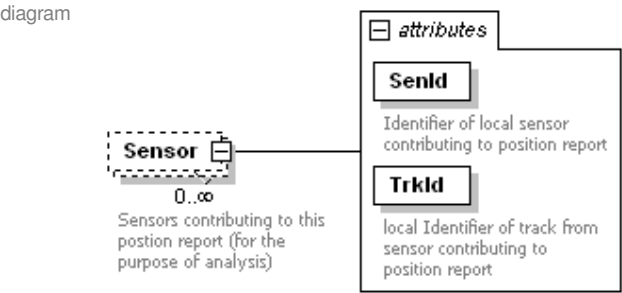 diagram
attributes
SenId
Identifier of local sensor
contributing to position report
Sensor
0..∞
Sensors contributing to this
postion report (for the
purpose of analysis)
TrkId
local Identifier of track from
sensor contributing to
position report